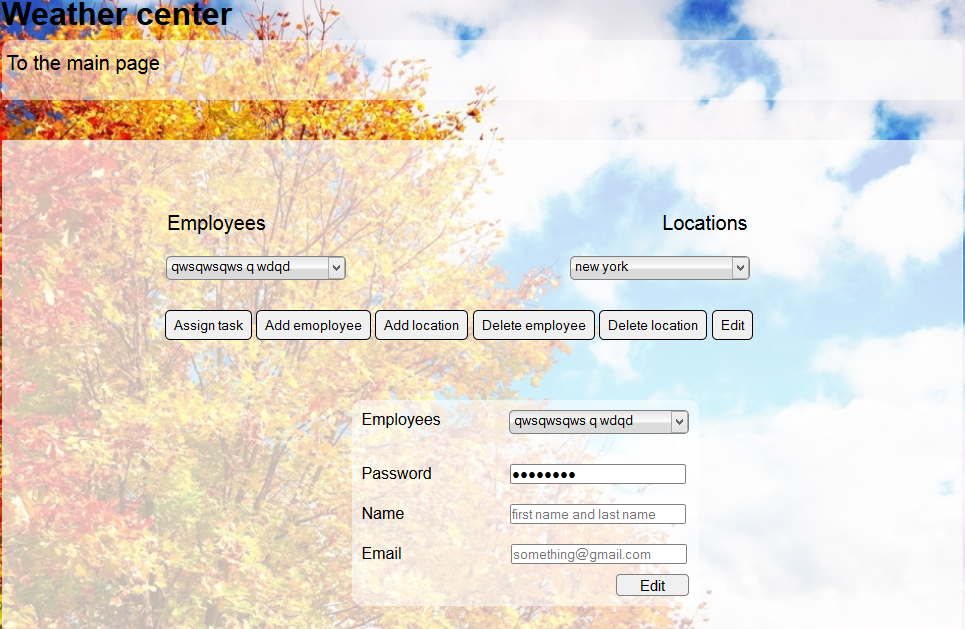 Weather center
To the main page
Employees
Locations
qwsqwsqws q wdqd
new york
Assign task
Add emoployee
Add location
Delete employee
Delete location
Edit
Employees
qwsqwsqws q wdqd
Password
••••••••
Name
first name and last name
Email
something@gmail.com
Edit